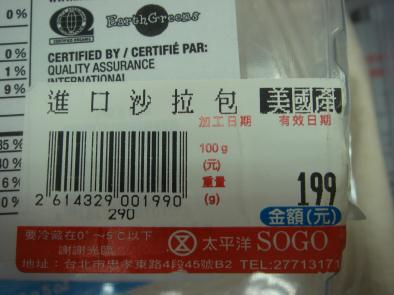 0%
0%
1%
9%
EarthGreens
CERTIFIED BY / CERTIFIÉ PAR:
QUALITY ASSURANCE
INTERNATIONAL
進口沙拉包 美國產
加工日期 有效日期
100g
(元)
重量
(g)
199
2 614329 001990
290
金額(元)
要冷藏在0°~5°C以下
謝謝光臨
太平洋 SOGO
地址:台北市忠孝東路4段45號B2 TEL:27713171
35%
40%
6%
0%